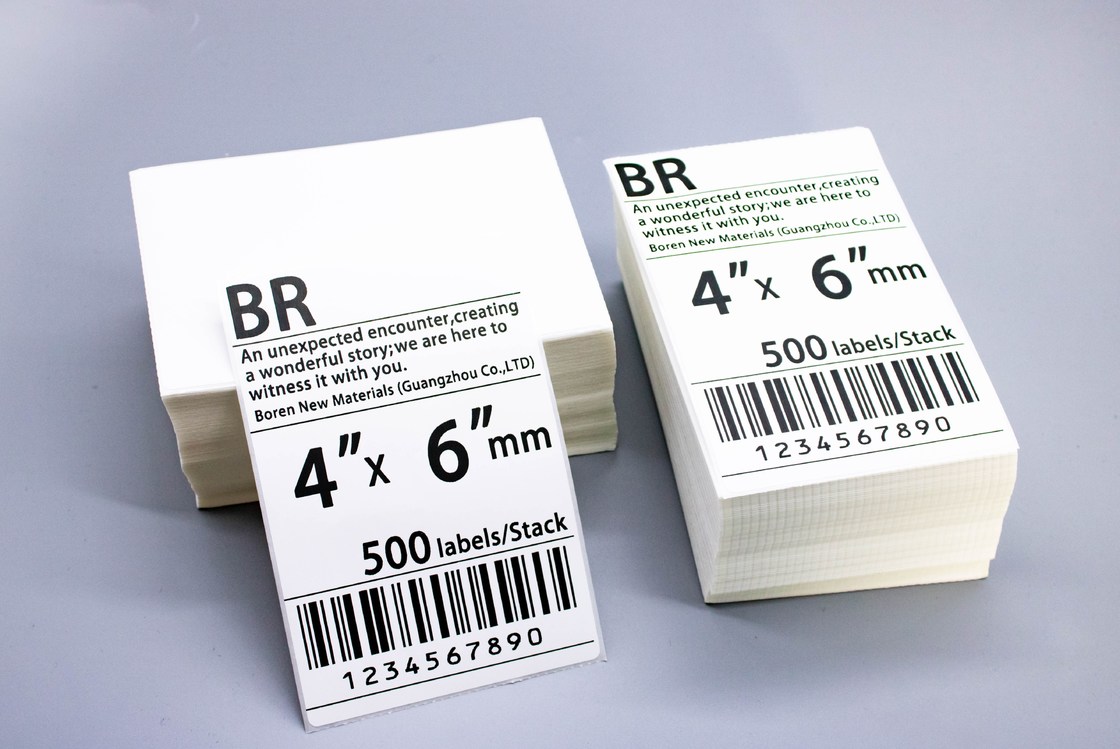 BR
An unexpected encounter,creating
a wonderful story;we are here to
witness it with you.
Boren New Materials (Guangzhou Co.,LTD)
4” x 6”mm
500 labels/Stack
1234567890
BR
An unexpected encounter,creating
a wonderful story;we are here to
witness it with you.
Boren New Materials (Guangzhou Co.,LTD)
4” x 6”mm
500 labels/Stack
1234567890